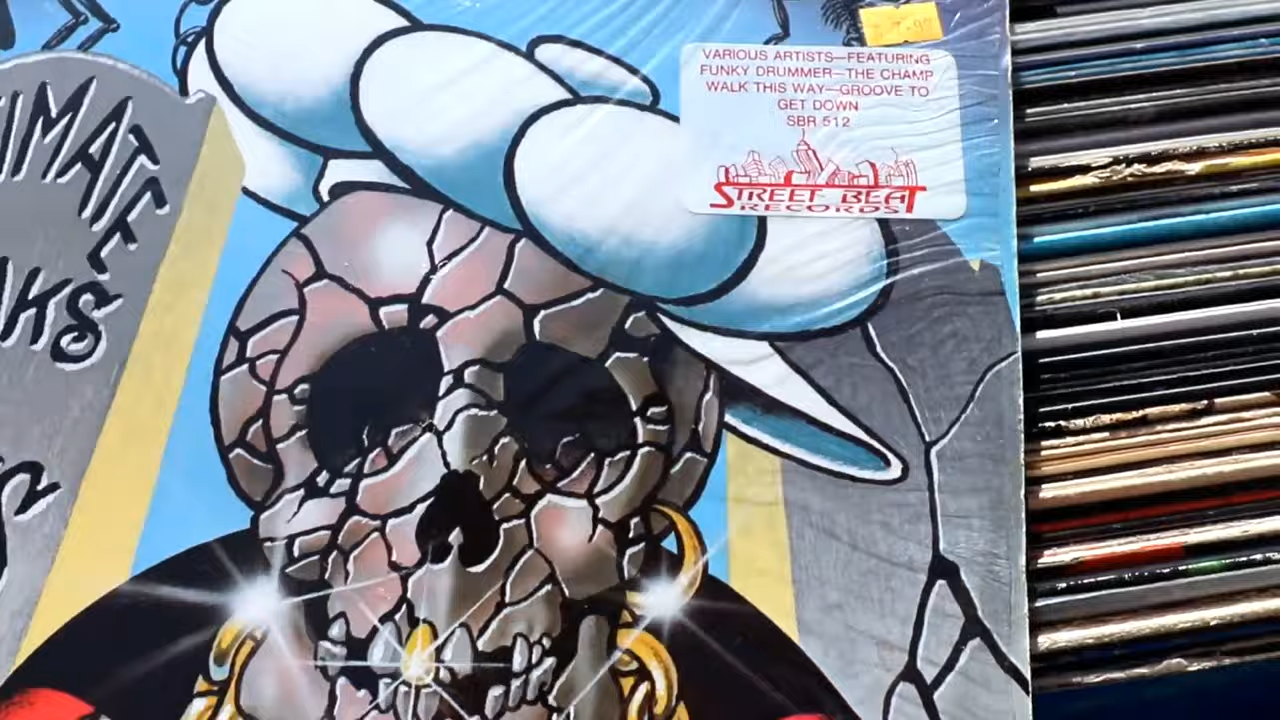 IMATE
KS
VARIOUS ARTISTS—FEATURING
FUNKY DRUMMER—THE CHAMP
WALK THIS WAY—GROOVE TO
GET DOWN
SBR 512
STREET BEAT
RECORDS